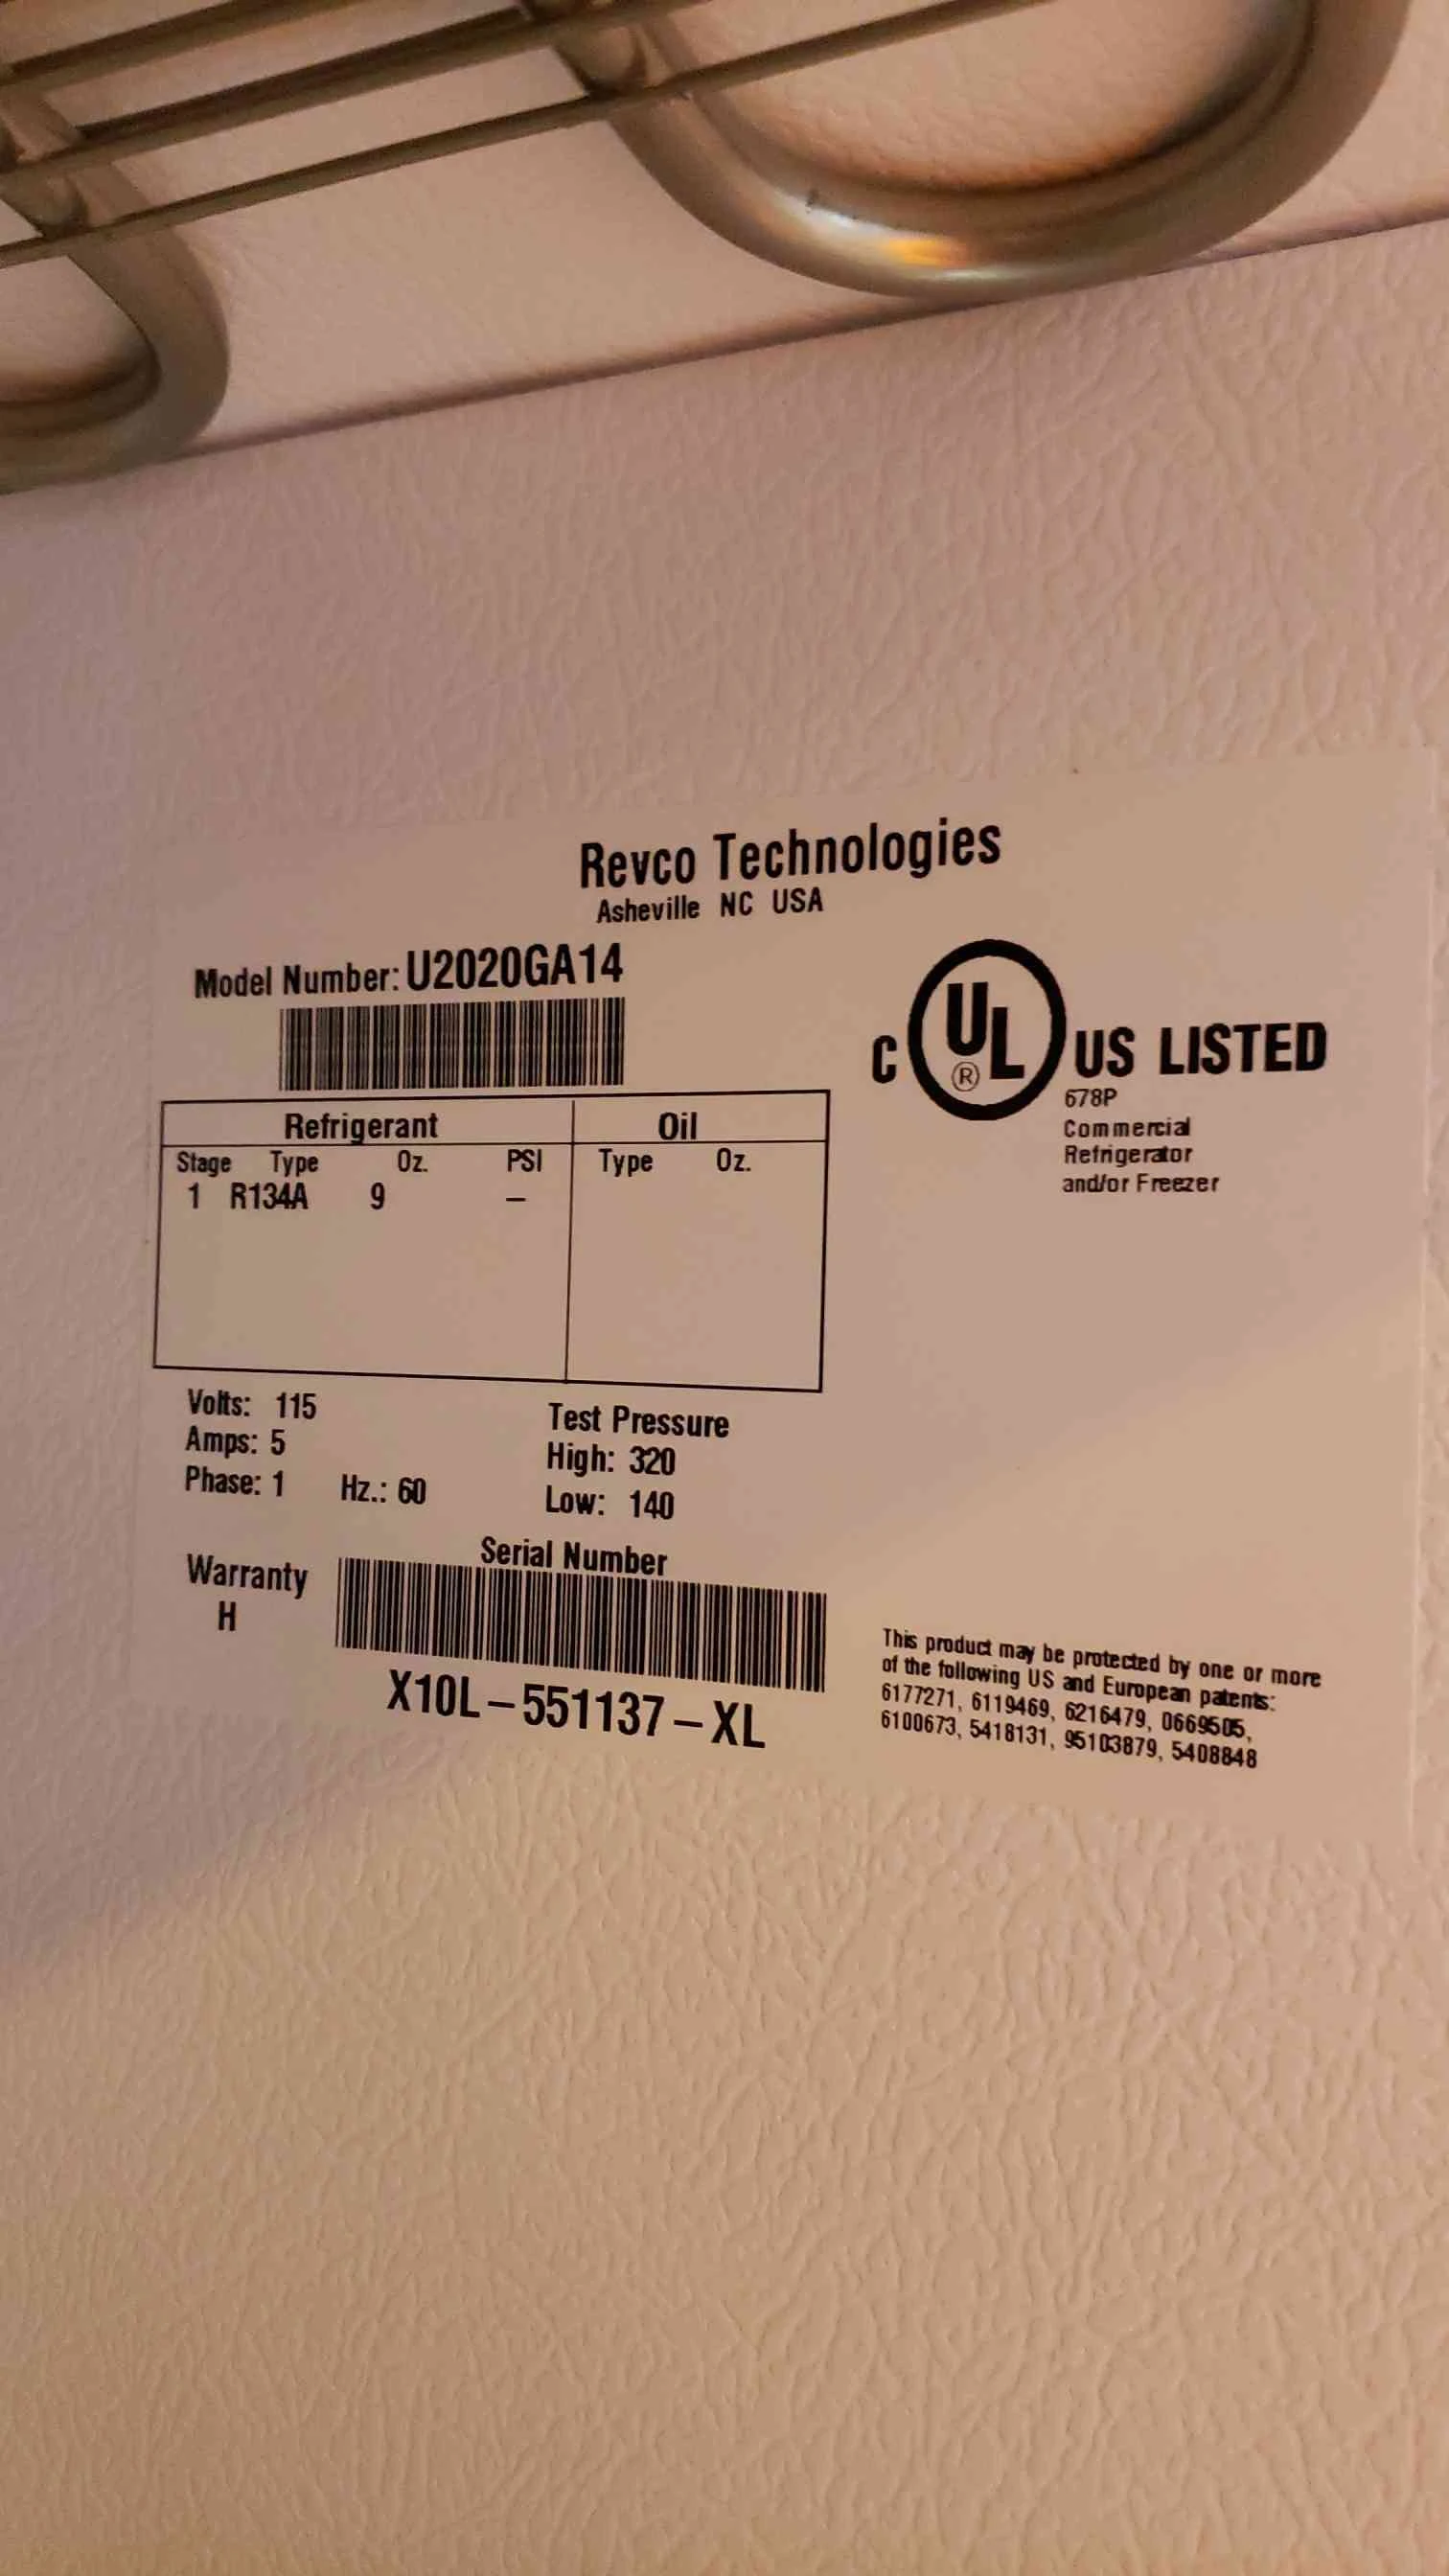 Revco Technologies
Asheville NC USA
Model Number: U2020GA14
C UL ® US LISTED
678P
Commercial
Refrigerator
and/or Freezer
Refrigerant Oil
Stage Type Oz. PSI Type Oz.
1 R134A 9 –
Volts: 115
Amps: 5
Phase: 1 Hz.: 60
Test Pressure
High: 320
Low: 140
Warranty
H
Serial Number
X10L–551137–XL
This product may be protected by one or more
of the following US and European patents:
6177271, 6119469, 6216479, 0669505,
6100673, 5418131, 95103879, 5408848